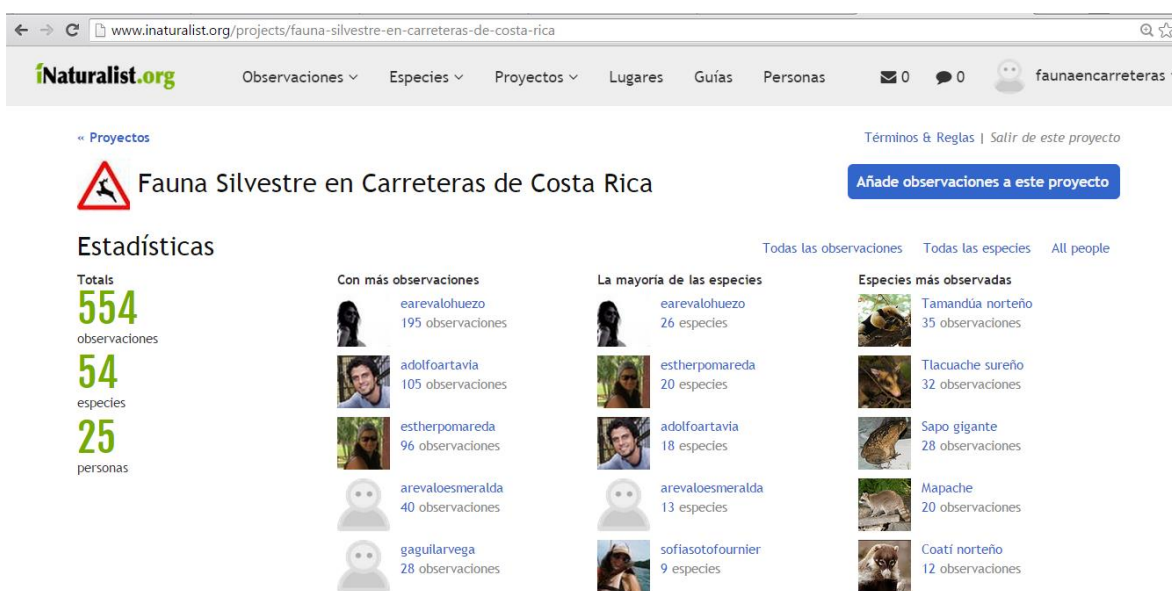 www.inaturalist.org/projects/fauna-silvestre-en-carreteras-de-costa-rica
iNaturalist.org Observaciones Especies Proyectos Lugares Guías Personas 0 0 faunaencarreteras
« Proyectos
Términos & Reglas | Salir de este proyecto
Fauna Silvestre en Carreteras de Costa Rica
Añade observaciones a este proyecto
Estadísticas
Todas las observaciones Todas las especies All people
Totals
554
observaciones
54
especies
25
personas
Con más observaciones
earevalohuezo
195 observaciones
adolfoartavia
105 observaciones
estherpomareda
96 observaciones
arevaloesmeralda
40 observaciones
gaguilarvega
28 observaciones
La mayoría de las especies
earevalohuezo
26 especies
estherpomareda
20 especies
adolfoartavia
18 especies
arevaloesmeralda
13 especies
sofiasotofournier
9 especies
Especies más observadas
Tamandúa norteño
35 observaciones
Tlacuache sureño
32 observaciones
Sapo gigante
28 observaciones
Mapache
20 observaciones
Coatí norteño
12 observaciones